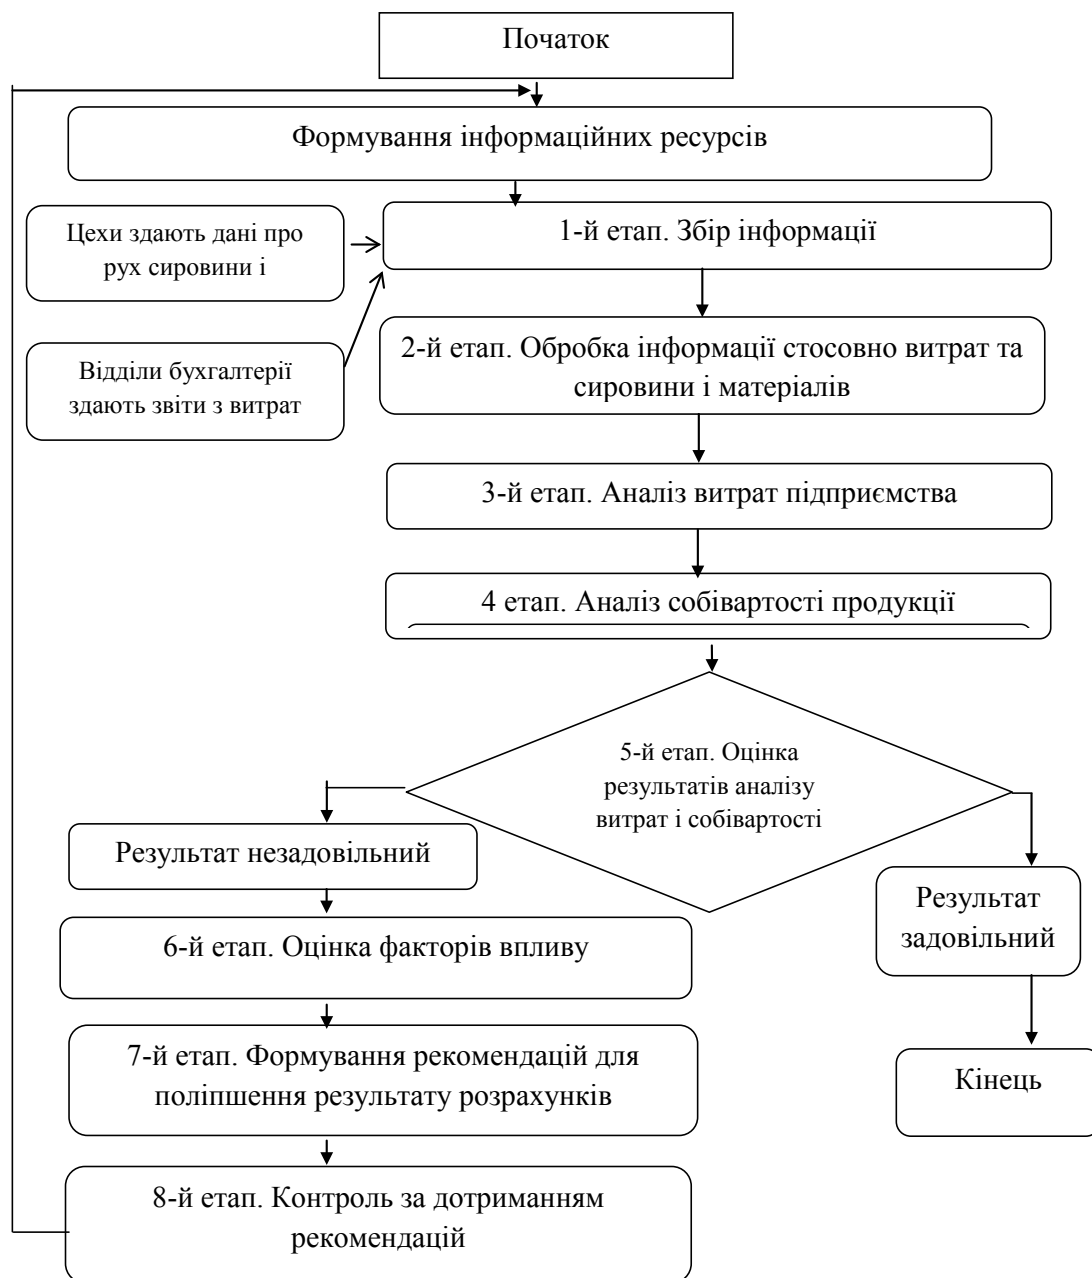 Початок
Формування інформаційних ресурсів
Цехи здають дані про
рух сировини і
1-й етап. Збір інформації
2-й етап. Обробка інформації стосовно витрат та
сировини і матеріалів
Відділи бухгалтерії
здають звіти з витрат
3-й етап. Аналіз витрат підприємства
4 етап. Аналіз собівартості продукції
5-й етап. Оцінка
результатів аналізу
витрат і собівартості
Результат незадовільний
Результат
задовільний
6-й етап. Оцінка факторів впливу
7-й етап. Формування рекомендацій для
поліпшення результату розрахунків
Кінець
8-й етап. Контроль за дотриманням
рекомендацій